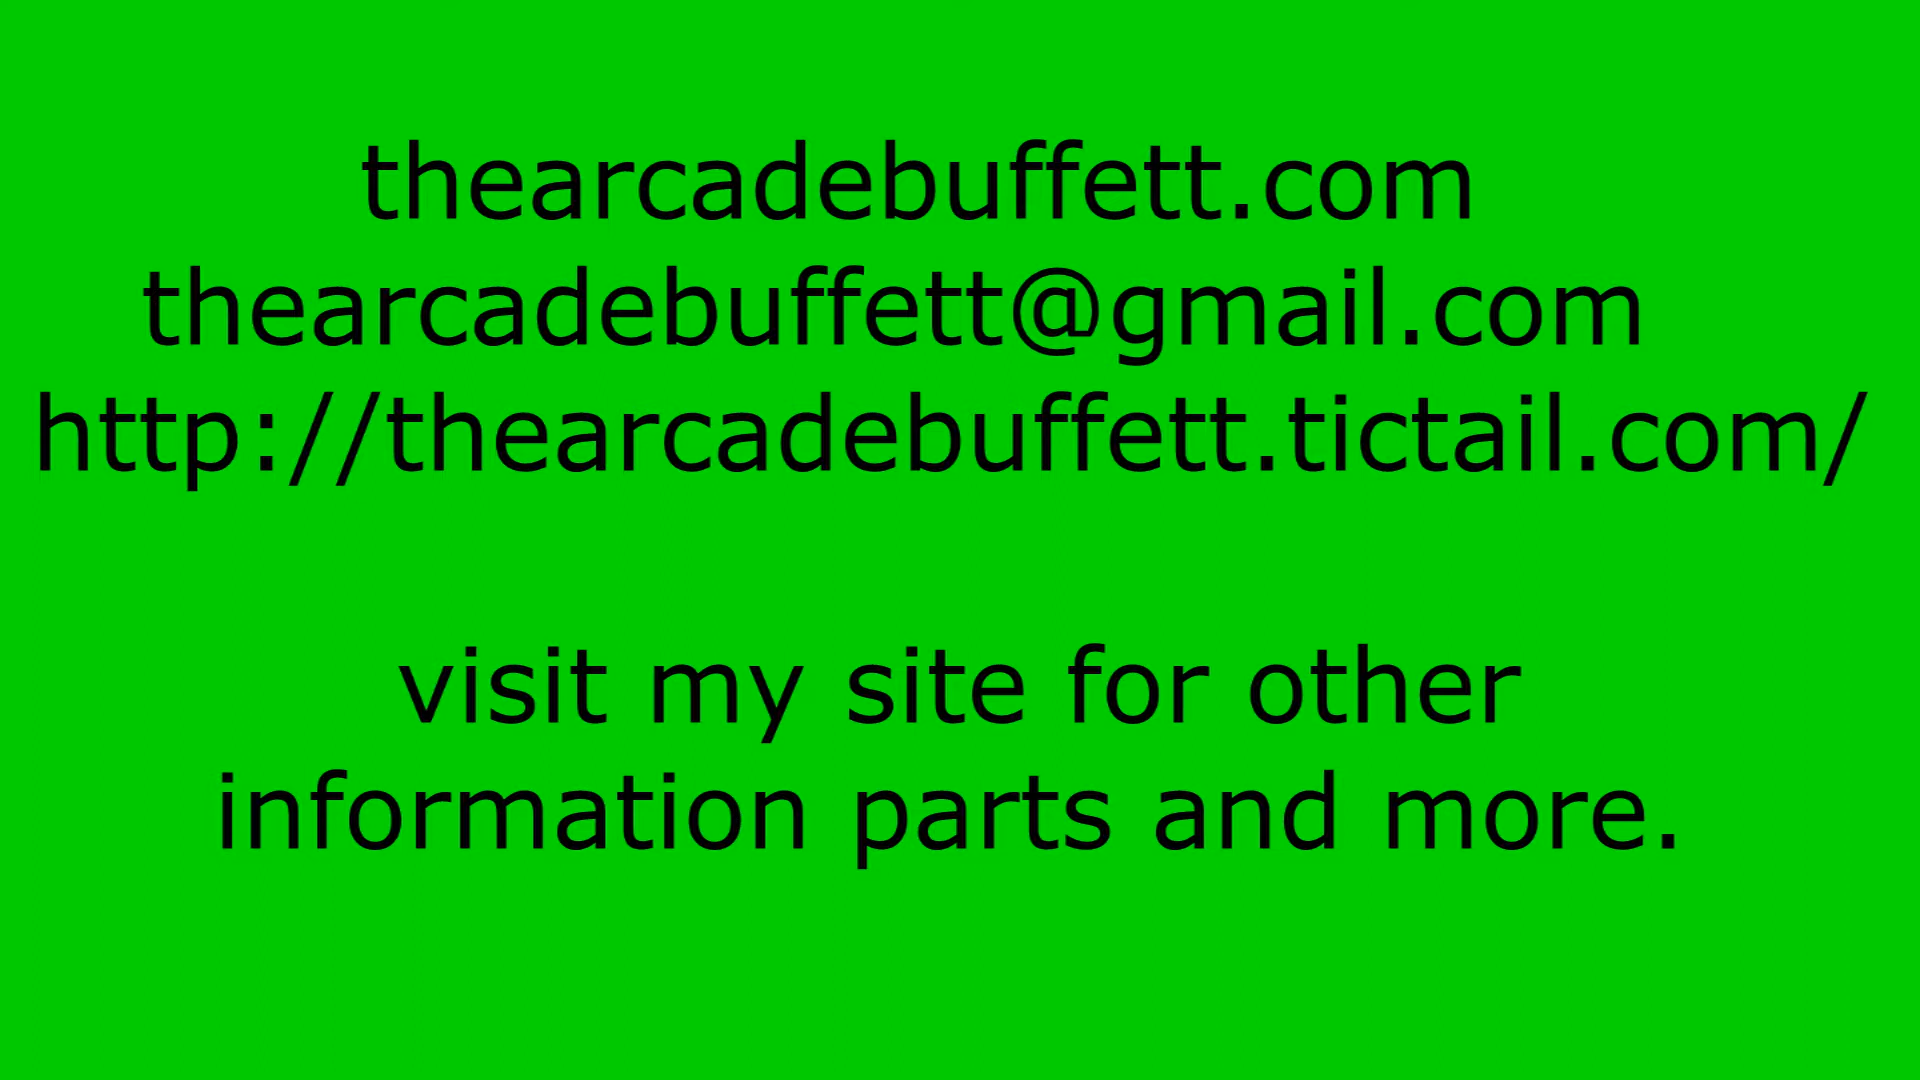 thearcadebuffett.com
thearcadebuffett@gmail.com
http://thearcadebuffett.tictail.com/
visit my site for other
information parts and more.